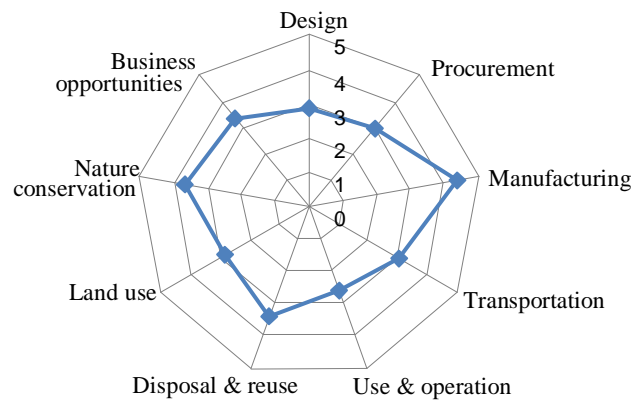 Design
5
4
3
2
1
0
Procurement
Manufacturing
Transportation
Use & operation
Disposal & reuse
Land use
Nature
conservation
Business
opportunities